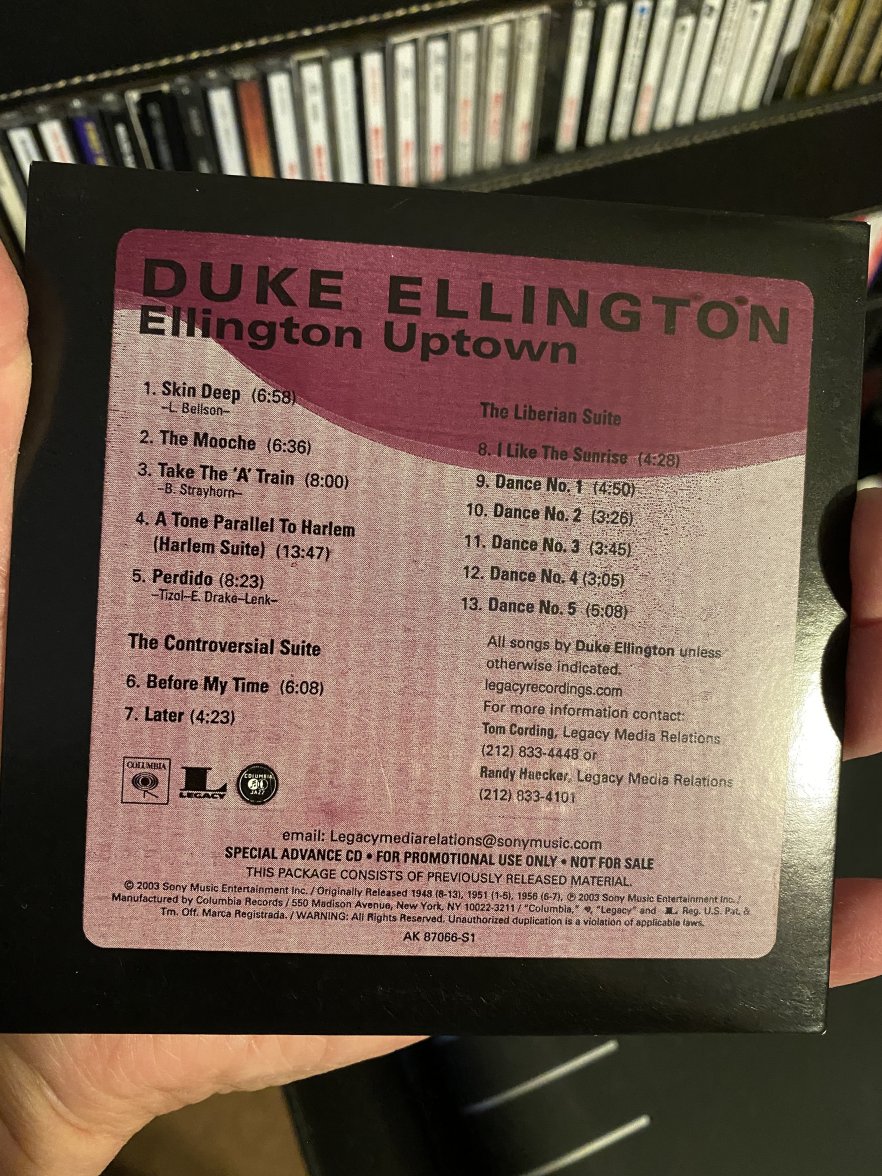 DUKE ELLINGTON
Ellington Uptown
1. Skin Deep (6:58)
–L. Bellson–
2. The Mooche (6:36)
3. Take The 'A' Train (8:00)
–B. Strayhorn–
4. A Tone Parallel To Harlem
(Harlem Suite) (13:47)
5. Perdido (8:23)
–Tizol–E. Drake–Lenk–
The Controversial Suite
6. Before My Time (6:08)
7. Later (4:23)
The Liberian Suite
8. I Like The Sunrise (4:28)
9. Dance No. 1 (4:50)
10. Dance No. 2 (3:26)
11. Dance No. 3 (3:45)
12. Dance No. 4 (3:05)
13. Dance No. 5 (5:08)
All songs by Duke Ellington unless
otherwise indicated.
legacyrecordings.com
For more information contact:
Tom Cording, Legacy Media Relations
(212) 833-4448 or
Randy Haecker, Legacy Media Relations
(212) 833-4101
COLUMBIA
L
LEGACY
COLUMBIA
JAZZ
email: Legacymediarelations@sonymusic.com
SPECIAL ADVANCE CD • FOR PROMOTIONAL USE ONLY • NOT FOR SALE
THIS PACKAGE CONSISTS OF PREVIOUSLY RELEASED MATERIAL.
© 2003 Sony Music Entertainment Inc. / Originally Released 1948 (8-13), 1951 (1-5), 1956 (6-7), ℗ 2003 Sony Music Entertainment Inc. /
Manufactured by Columbia Records / 550 Madison Avenue, New York, NY 10022-3211 / "Columbia," "Legacy" and L Reg. U.S. Pat. &
Tm. Off. Marca Registrada. / WARNING: All Rights Reserved. Unauthorized duplication is a violation of applicable laws.
AK 87066-S1